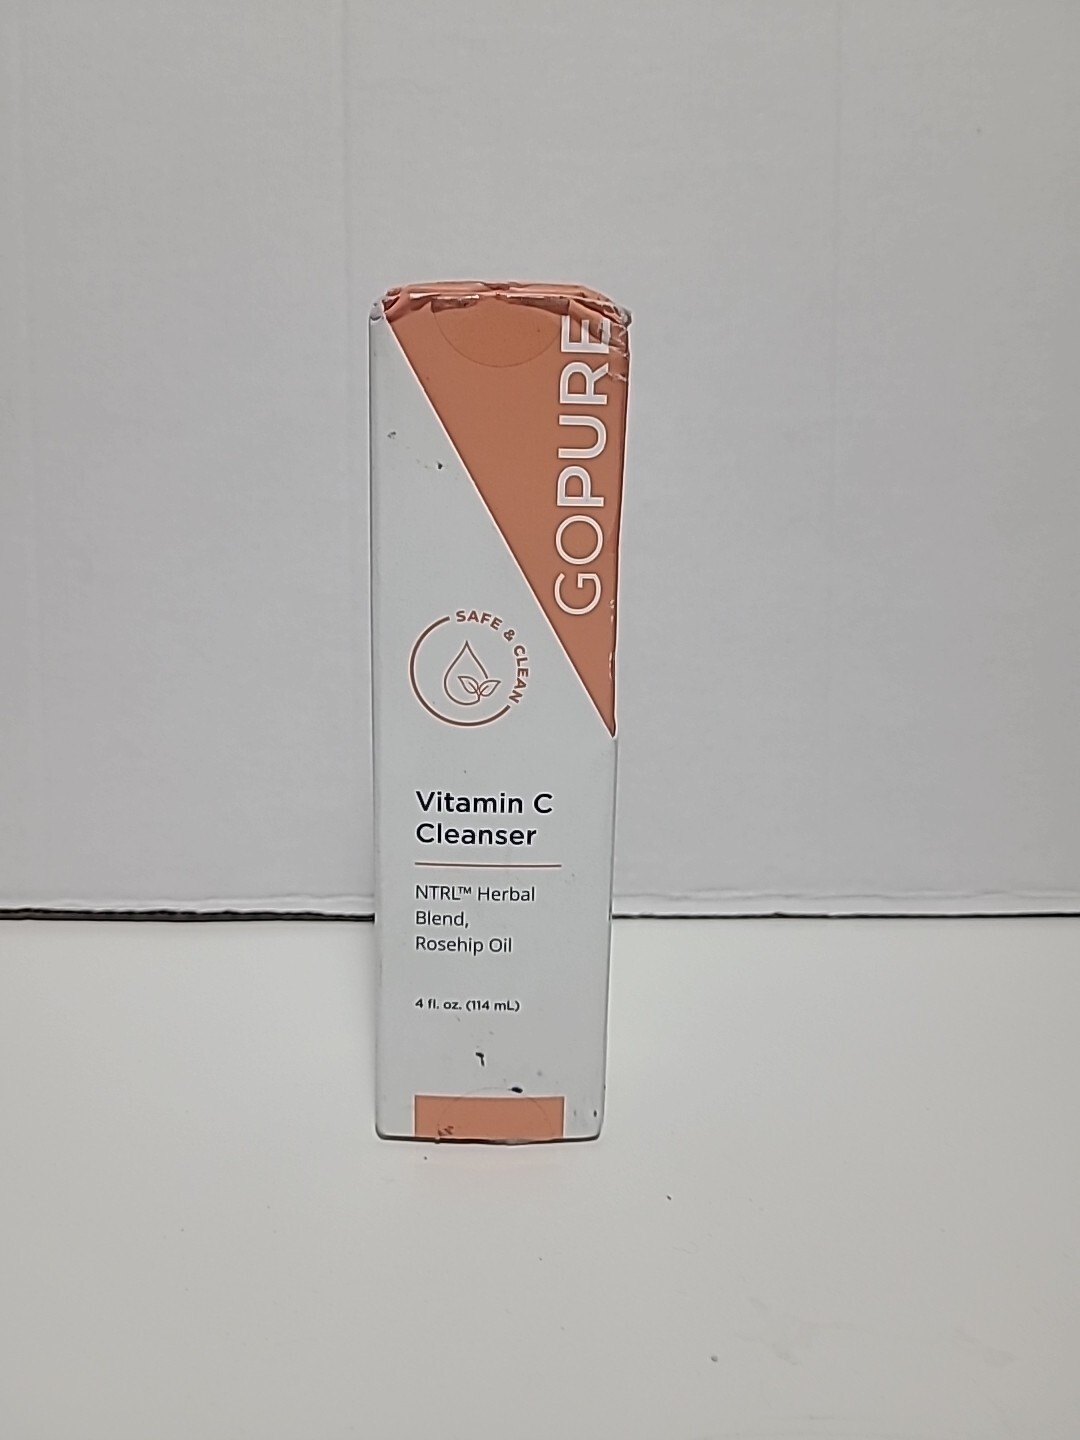 GOPURE
SAFE & CLEAN
Vitamin C
Cleanser
NTRL™ Herbal
Blend,
Rosehip Oil
4 fl. oz. (114 mL)